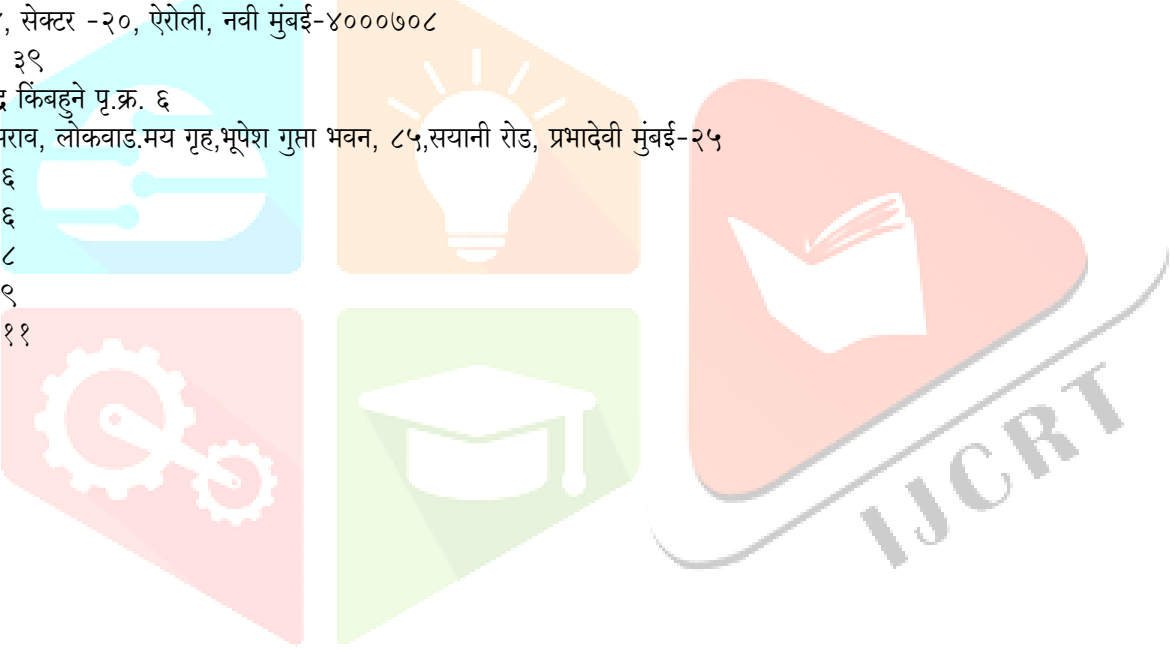 , सेक्टर -२०, ऐरोली, नवी मुंबई-४०००७०८
३९
किंबहुने पृ.क्र. ६
राव, लोकवाड.मय गृह,भूपेश गुप्ता भवन, ८५,सयानी रोड, प्रभादेवी मुंबई-२५
६
६
८
९
११
IJCRT